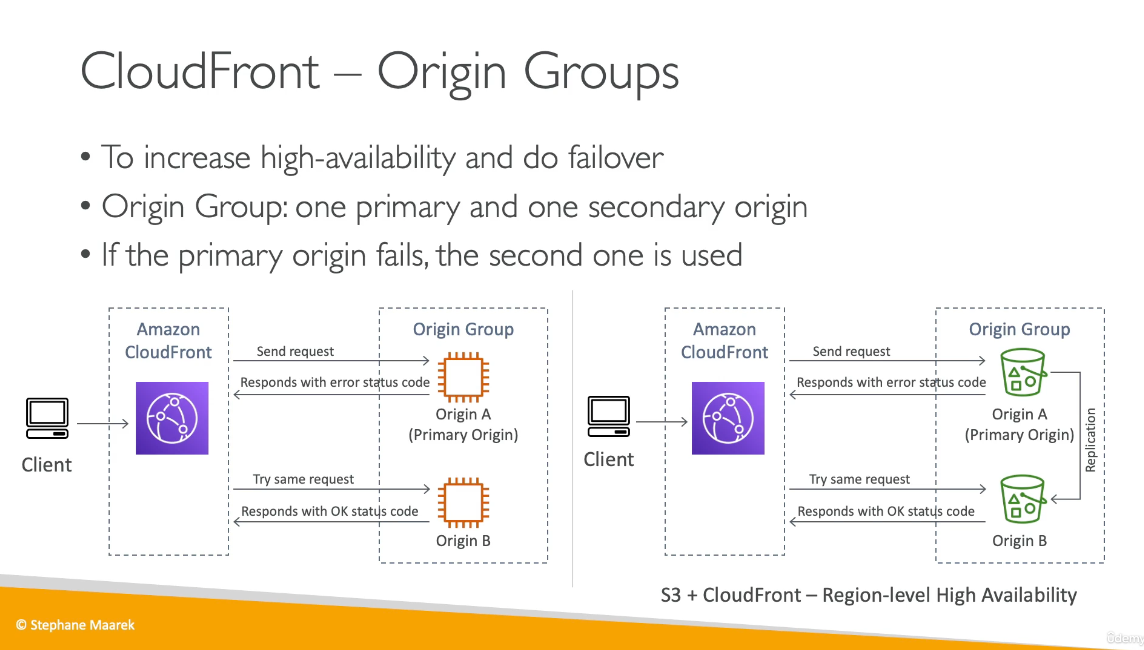 CloudFront – Origin Groups
• To increase high-availability and do failover
• Origin Group: one primary and one secondary origin
• If the primary origin fails, the second one is used
Amazon
CloudFront
Origin Group
Send request
Responds with error status code
Origin A
(Primary Origin)
Client
Try same request
Responds with OK status code
Origin B
Amazon
CloudFront
Origin Group
Send request
Responds with error status code
Origin A
(Primary Origin)
Replication
Client
Try same request
Responds with OK status code
Origin B
S3 + CloudFront – Region-level High Availability
© Stephane Maarek
Udemy